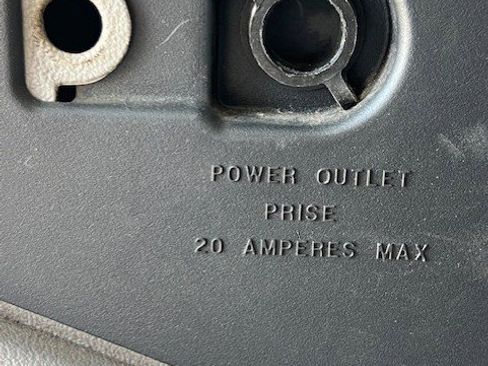 POWER OUTLET
PRISE
20 AMPERES MAX